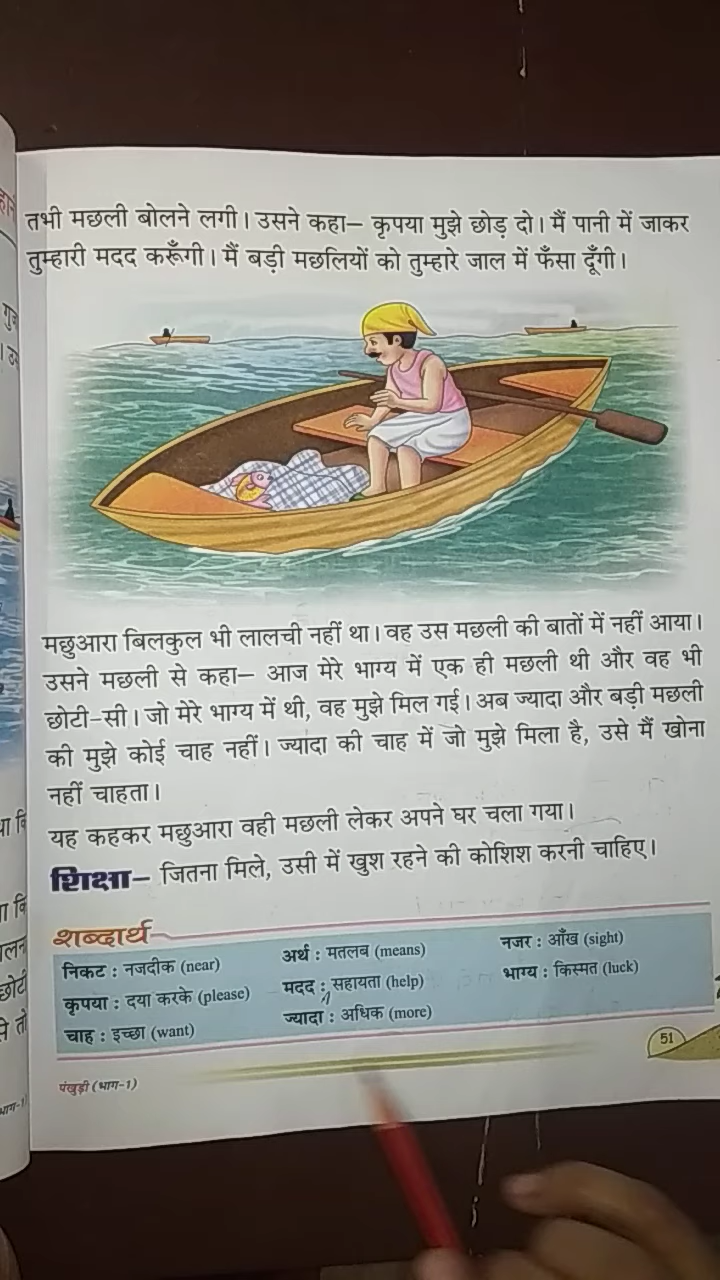 तभी मछली बोलने लगी। उसने कहा– कृपया मुझे छोड़ दो। मैं पानी में जाकर
तुम्हारी मदद करूँगी। मैं बड़ी मछलियों को तुम्हारे जाल में फँसा दूँगी।
मछुआरा बिलकुल भी लालची नहीं था। वह उस मछली की बातों में नहीं आया।
उसने मछली से कहा– आज मेरे भाग्य में एक ही मछली थी और वह भी
छोटी-सी। जो मेरे भाग्य में थी, वह मुझे मिल गई। अब ज्यादा और बड़ी मछली
की मुझे कोई चाह नहीं। ज्यादा की चाह में जो मुझे मिला है, उसे मैं खोना
नहीं चाहता।
यह कहकर मछुआरा वही मछली लेकर अपने घर चला गया।
शिक्षा– जितना मिले, उसी में खुश रहने की कोशिश करनी चाहिए।
शब्दार्थ
निकट : नजदीक (near) अर्थ : मतलब (means) नजर : आँख (sight)
कृपया : दया करके (please) मदद : सहायता (help) भाग्य : किस्मत (luck)
चाह : इच्छा (want) ज्यादा : अधिक (more)
51
पंखुड़ी (भाग-1)